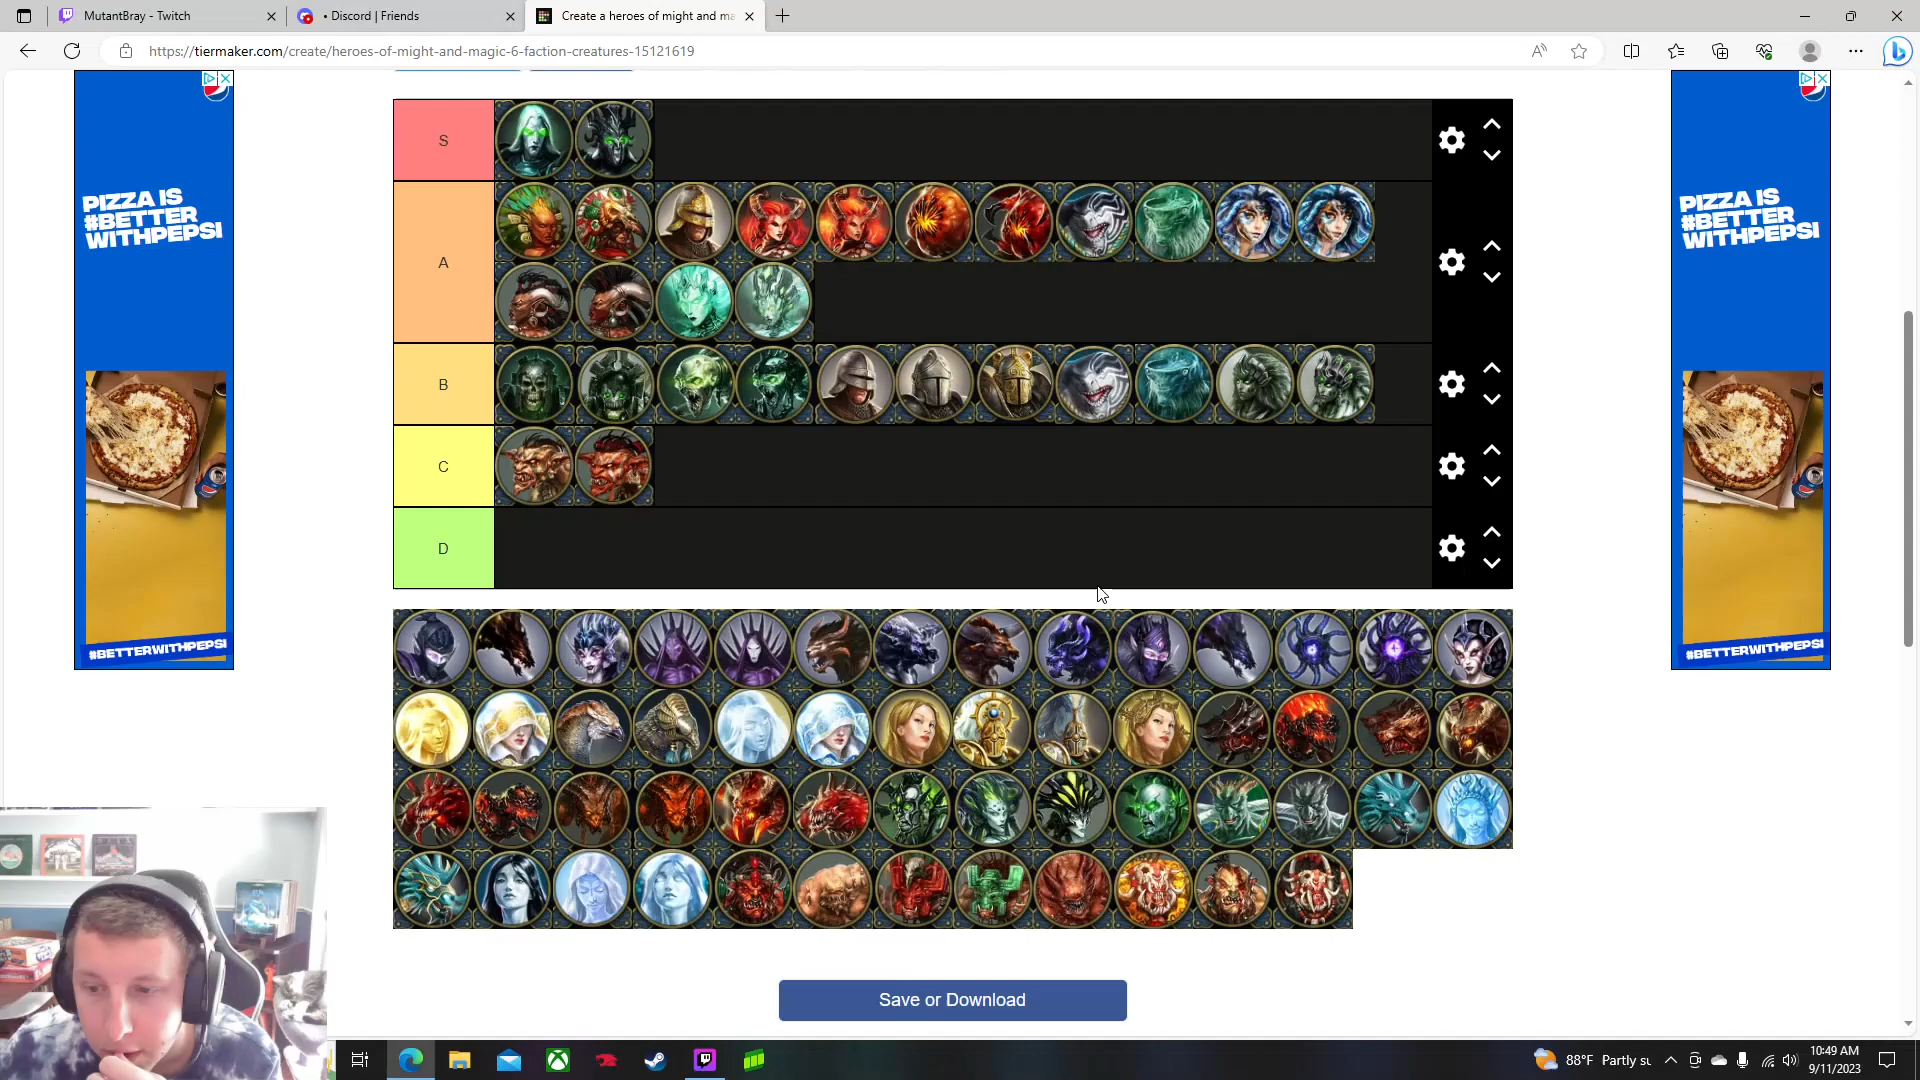 MutantBray - Twitch
• Discord | Friends
Create a heroes of might and ma
https://tiermaker.com/create/heroes-of-might-and-magic-6-faction-creatures-15121619
PIZZA IS
#BETTER
WITHPEPSI
#BETTERWITHPEPSI
S
A
B
C
D
PIZZA IS
#BETTER
WITHPEPSI
#BETTERWITHPEPSI
Save or Download
88°F Partly su
10:49 AM
9/11/2023